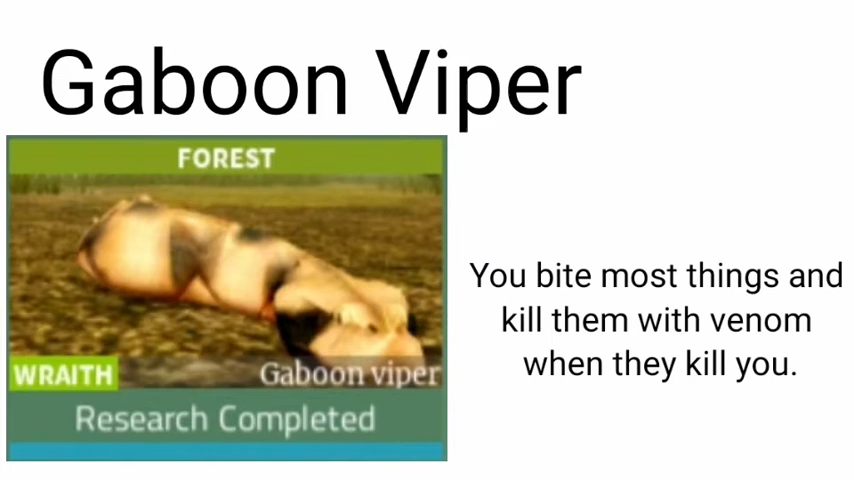 Gaboon Viper
FOREST
WRAITH
Gaboon viper
Research Completed
You bite most things and
kill them with venom
when they kill you.